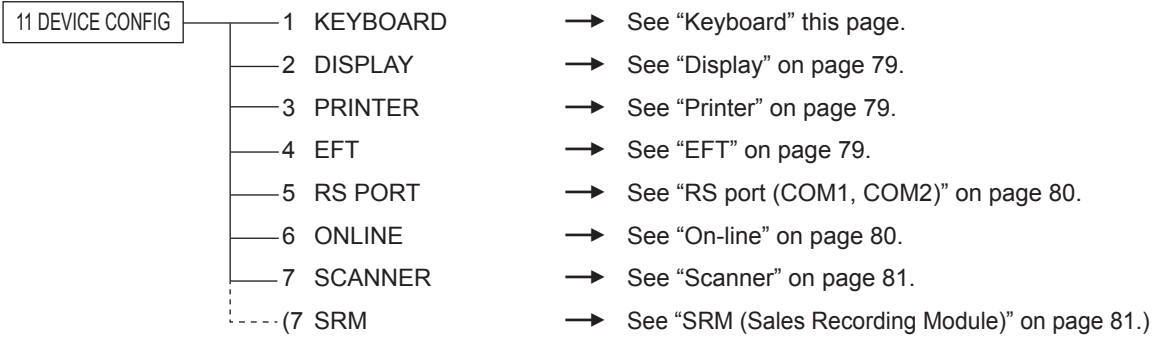 11 DEVICE CONFIG 1 KEYBOARD See “Keyboard” this page.
2 DISPLAY See “Display” on page 79.
3 PRINTER See “Printer” on page 79.
4 EFT See “EFT” on page 79.
5 RS PORT See “RS port (COM1, COM2)” on page 80.
6 ONLINE See “On-line” on page 80.
7 SCANNER See “Scanner” on page 81.
(7 SRM See “SRM (Sales Recording Module)” on page 81.)